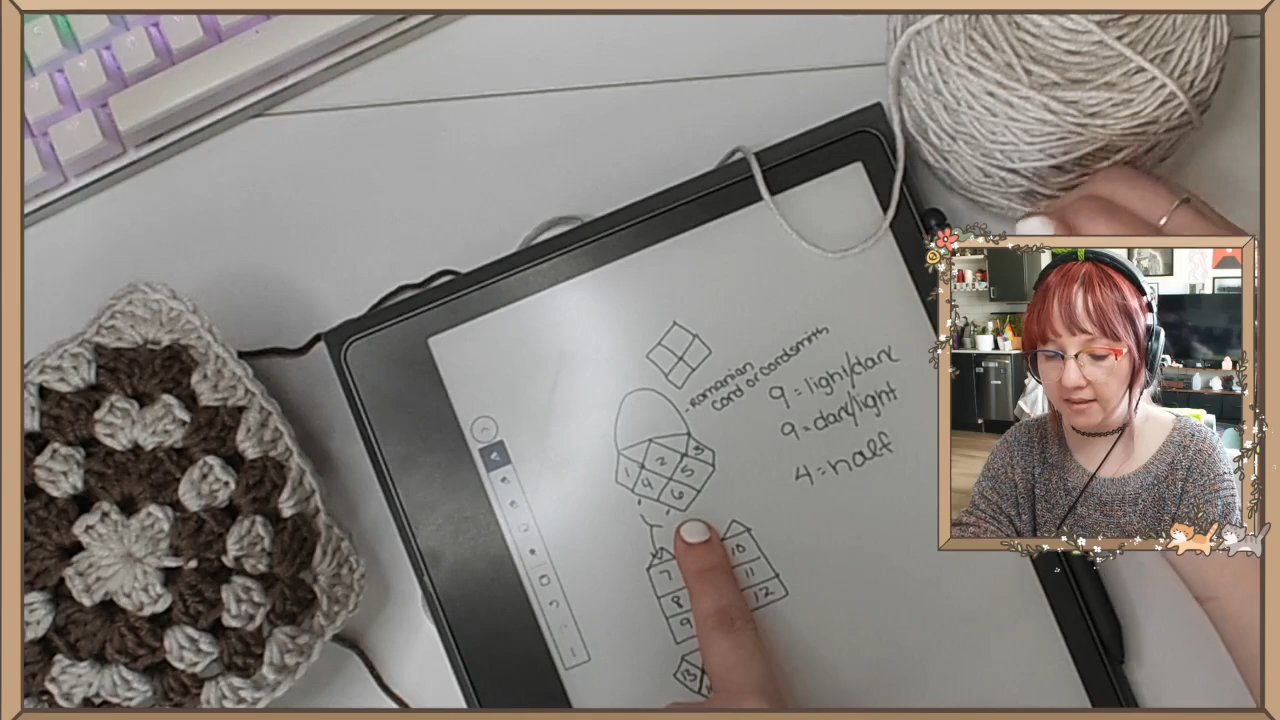 -Romanian
cord or cordsmith
9 = light/dark
9 = dark/light
4 = half
1 2 3
4 5
6
7 10
8 11
9 12
13